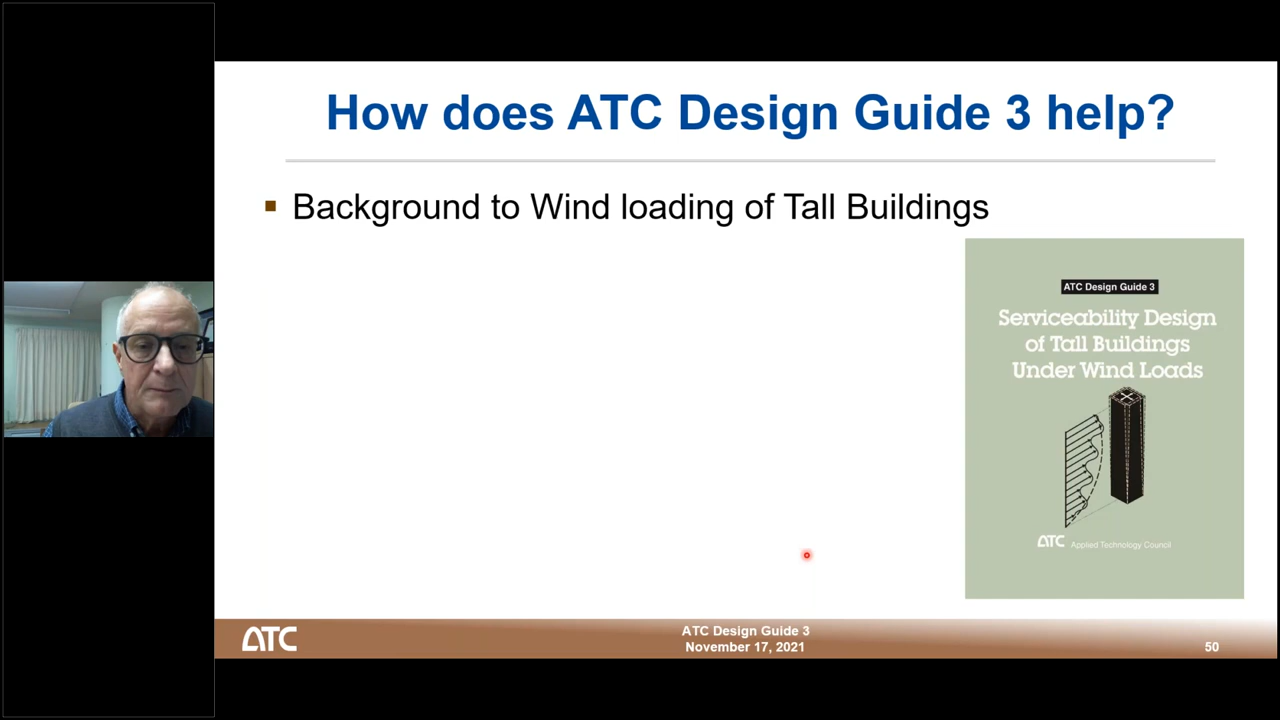 How does ATC Design Guide 3 help?
Background to Wind loading of Tall Buildings
ATC Design Guide 3
Serviceability Design
of Tall Buildings
Under Wind Loads
ATC Applied Technology Council
ATC
ATC Design Guide 3
November 17, 2021
50